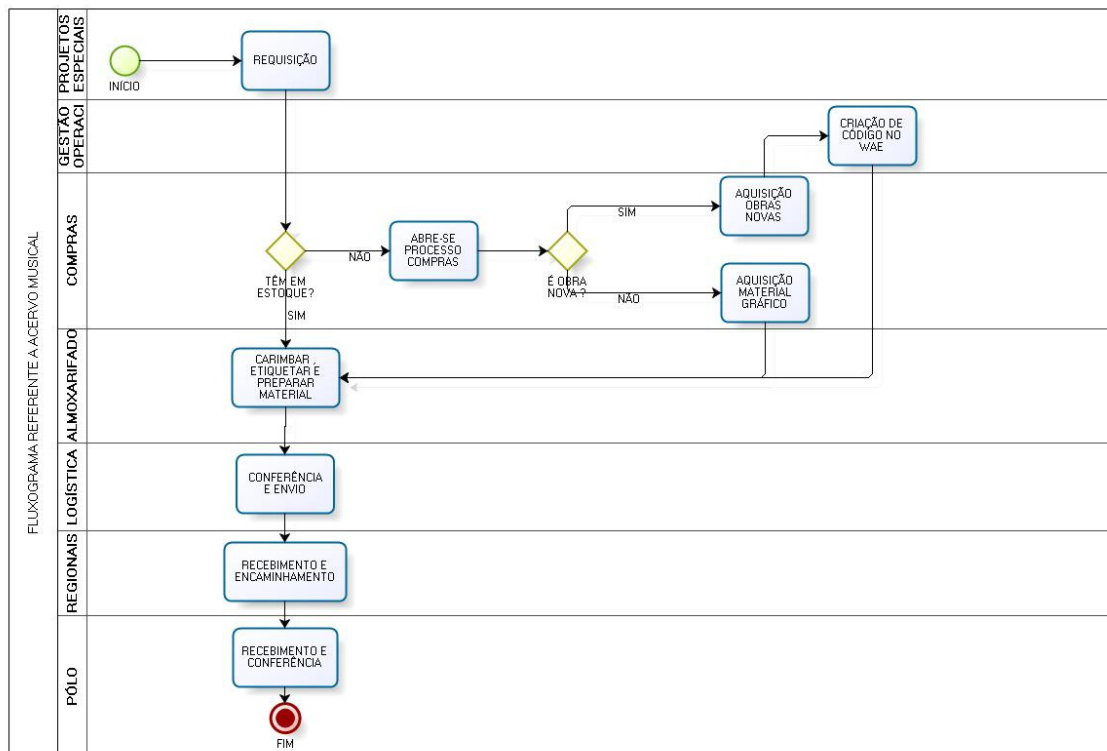 FLUXOGRAMA REFERENTE A ACERVO MUSICAL
PROJETOS
ESPECIAIS
INÍCIO
REQUISIÇÃO
GESTÃO
OPERACI
CRIAÇÃO DE
CÓDIGO NO
WAE
COMPRAS
TÊM EM
ESTOQUE?
NÃO
SIM
ABRE-SE
PROCESSO
COMPRAS
É OBRA
NOVA ?
SIM
AQUISIÇÃO
OBRAS
NOVAS
NÃO
AQUISIÇÃO
MATERIAL
GRÁFICO
ALMOXARIFADO
CARIMBAR ,
ETIQUETAR E
PREPARAR
MATERIAL
LOGÍSTICA
CONFERÊNCIA
E ENVIO
REGIONAIS
RECEBIMENTO E
ENCAMINHAMENTO
PÓLO
RECEBIMENTO E
CONFERÊNCIA
FIM